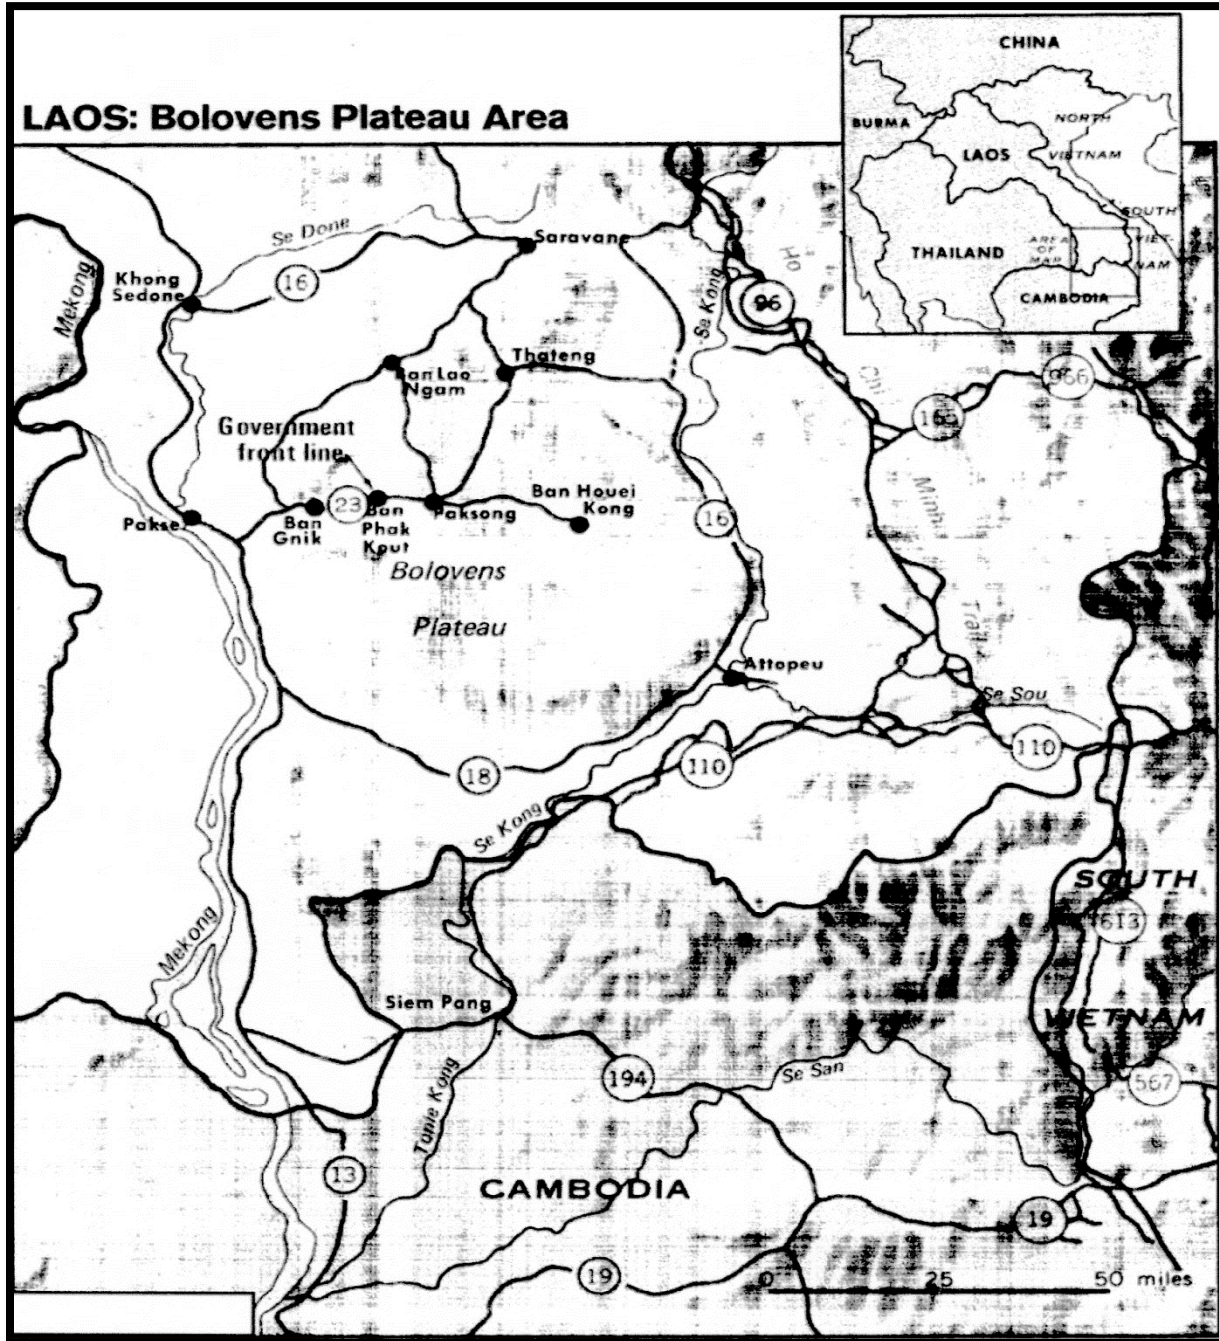 LAOS: Bolovens Plateau Area
CHINA
BURMA
NORTH
VIETNAM
LAOS
SOUTH
VIET-
NAM
THAILAND
AREA
OF
MAP
CAMBODIA
Se Done
Saravane
Mekong
Khong
Sedone
16
Se Kong
Ho
96
Chi
Minh
Trail
Thateng
Ban Lao
Ngam
966
165
Government
front line
Ban Houei
Kong
Pakse
Ban
Gnik
23
Ban
Phak
Kout
Paksong
16
Bolovens
Plateau
Attopeu
Se Sou
110
110
18
Se Kong
SOUTH
613
Mekong
Siem Pang
VIETNAM
194
Se San
567
Tonle Kong
13
CAMBODIA
19
19
0 25 50 miles